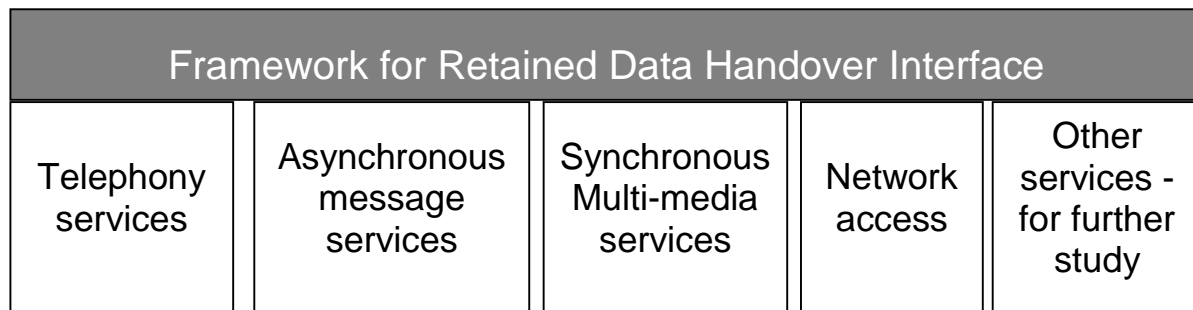 Framework for Retained Data Handover Interface
Telephony
services
Asynchronous
message
services
Synchronous
Multi-media
services
Network
access
Other
services -
for further
study